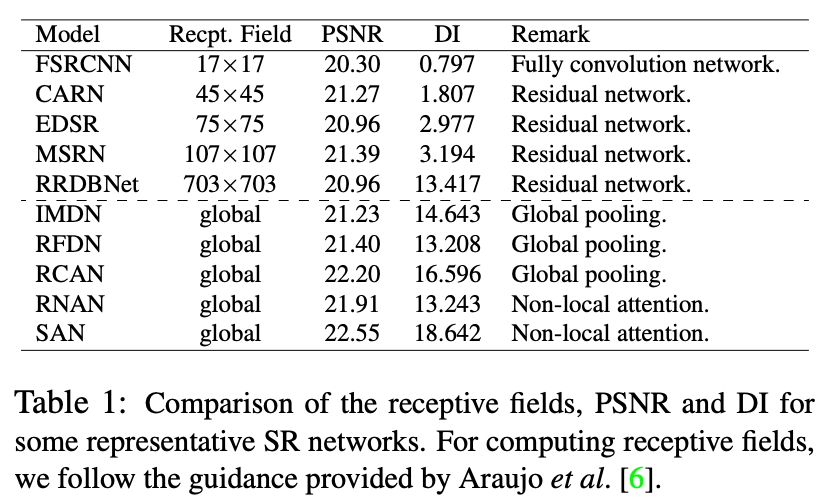 Model Recpt. Field PSNR DI Remark
FSRCNN 17×17 20.30 0.797 Fully convolution network.
CARN 45×45 21.27 1.807 Residual network.
EDSR 75×75 20.96 2.977 Residual network.
MSRN 107×107 21.39 3.194 Residual network.
RRDBNet 703×703 20.96 13.417 Residual network.
IMDN global 21.23 14.643 Global pooling.
RFDN global 21.40 13.208 Global pooling.
RCAN global 22.20 16.596 Global pooling.
RNAN global 21.91 13.243 Non-local attention.
SAN global 22.55 18.642 Non-local attention.
Table 1: Comparison of the receptive fields, PSNR and DI for
some representative SR networks. For computing receptive fields,
we follow the guidance provided by Araujo et al. [6].